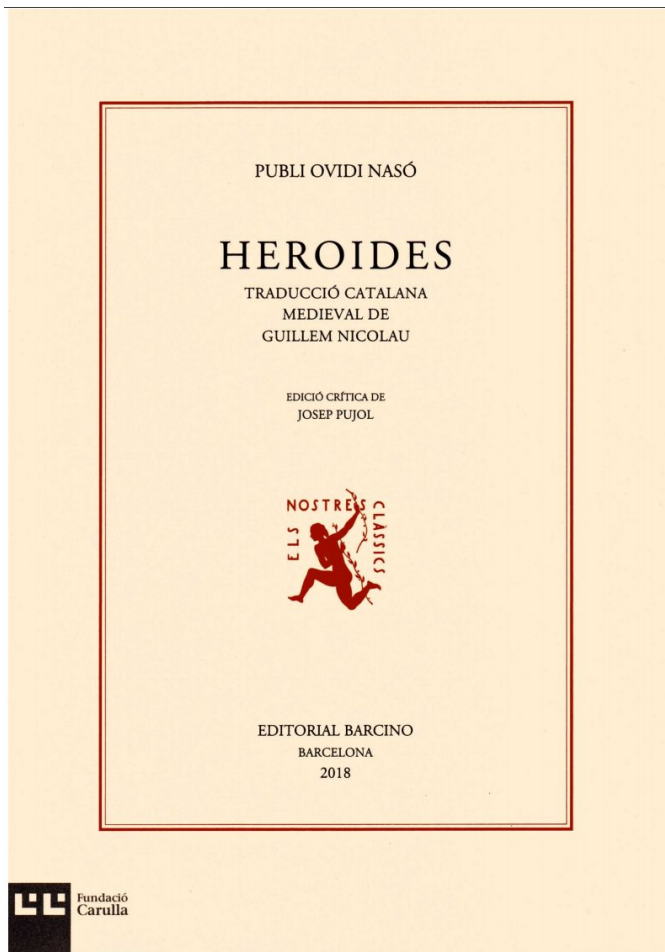 PUBLI OVIDI NASÓ
HEROIDES
TRADUCCIÓ CATALANA
MEDIEVAL DE
GUILLEM NICOLAU
EDICIÓ CRÍTICA DE
JOSEP PUJOL
ELS NOSTRES CLÀSSICS
EDITORIAL BARCINO
BARCELONA
2018
Fundació
Carulla